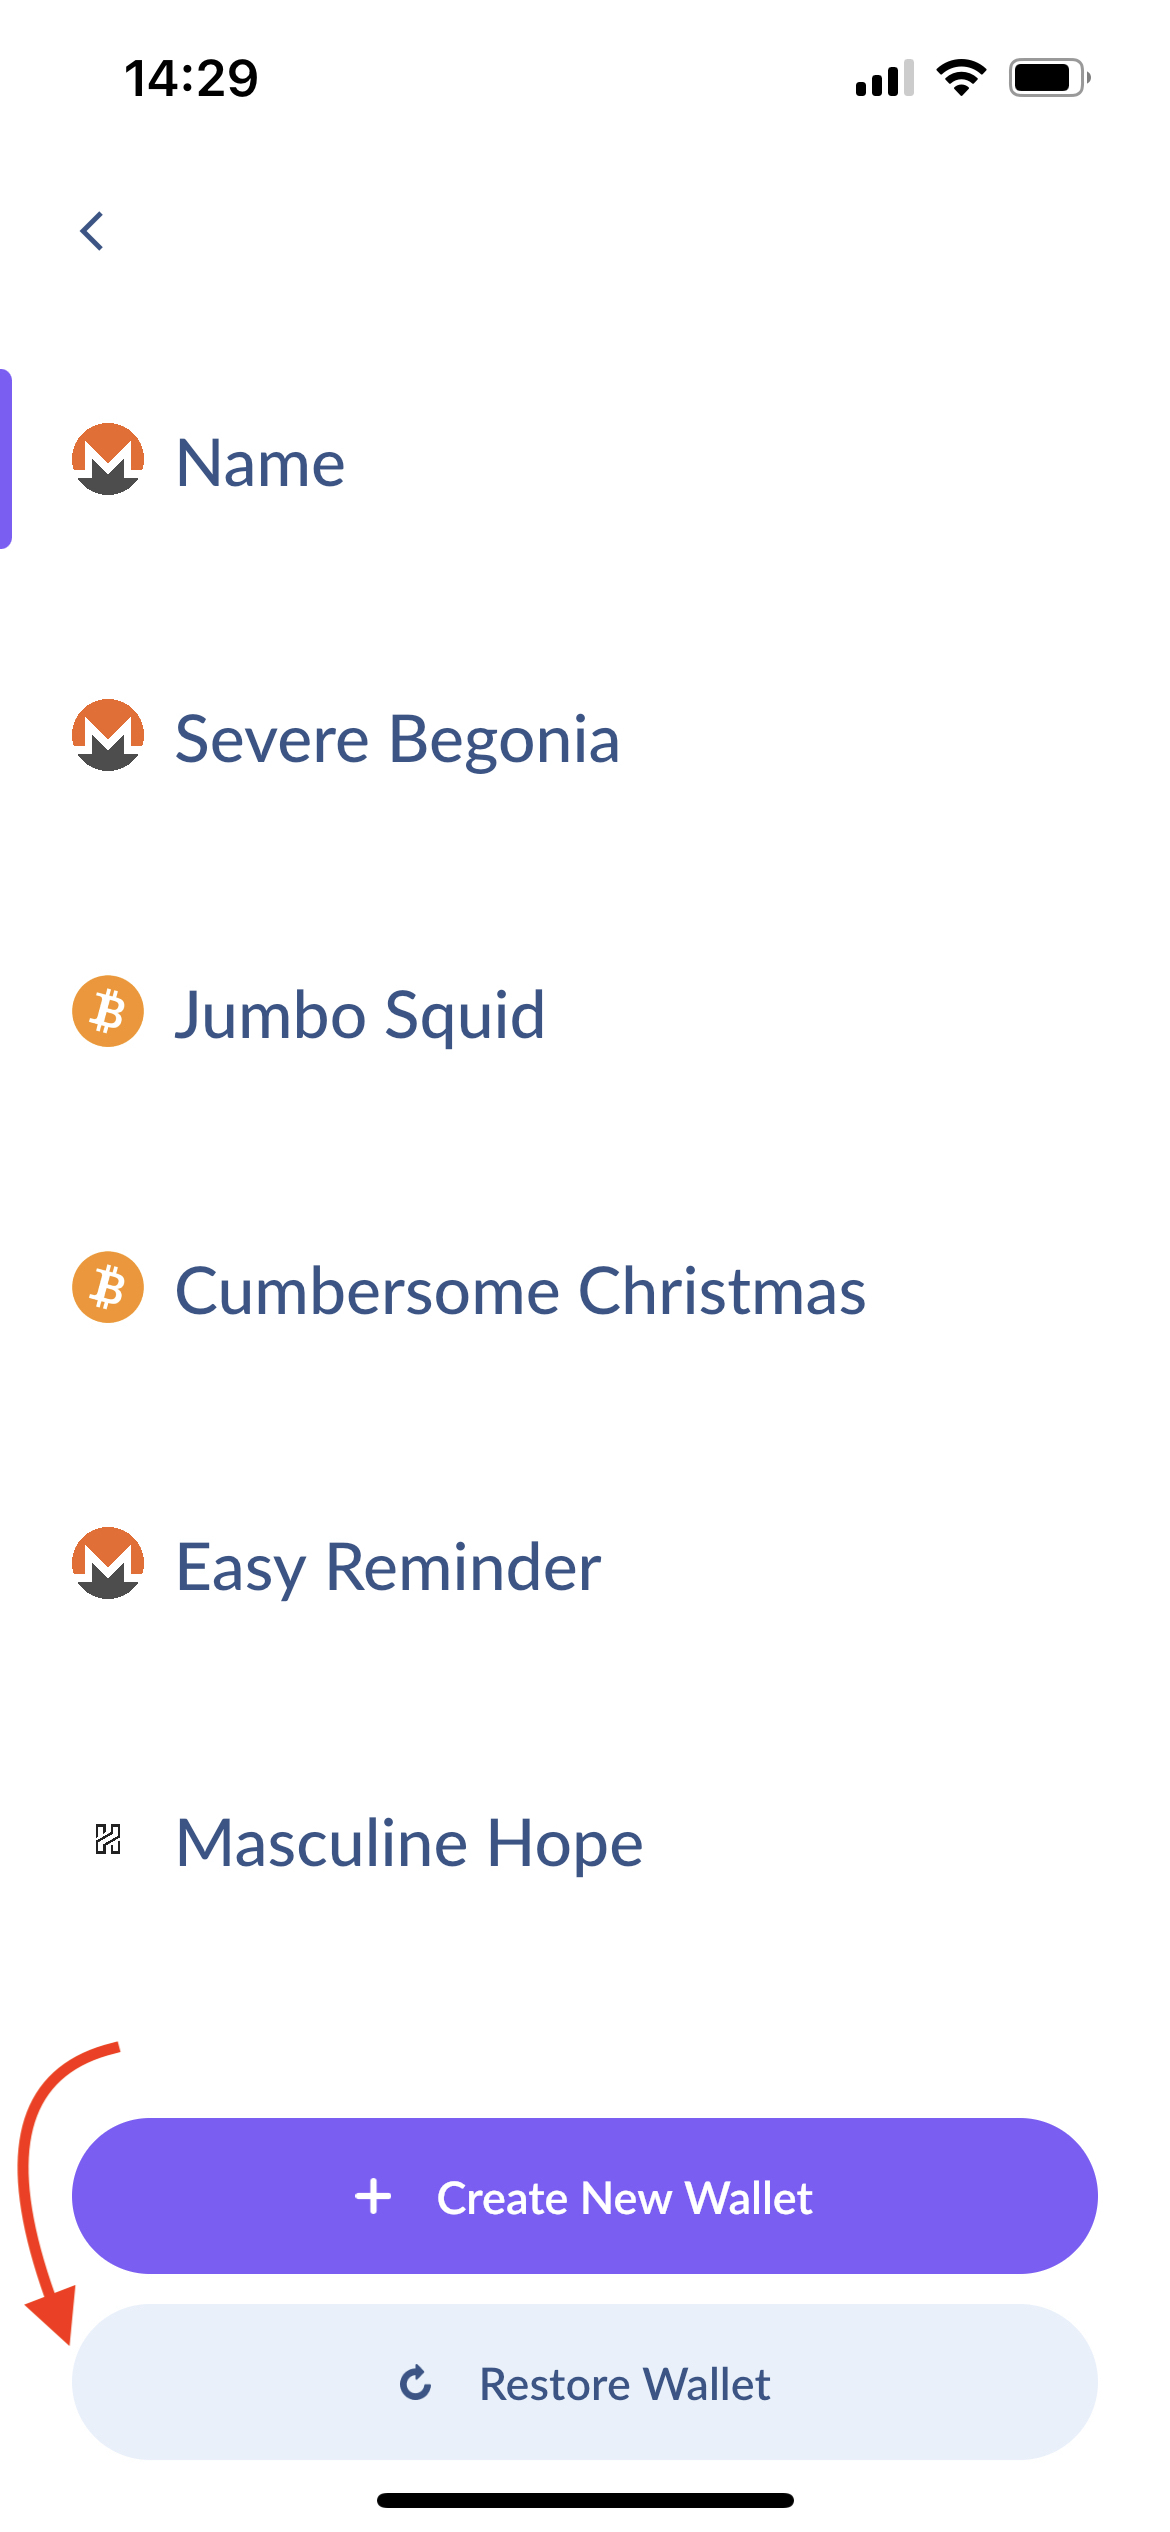 14:29
Name
Severe Begonia
Jumbo Squid
Cumbersome Christmas
Easy Reminder
Masculine Hope
Create New Wallet
Restore Wallet